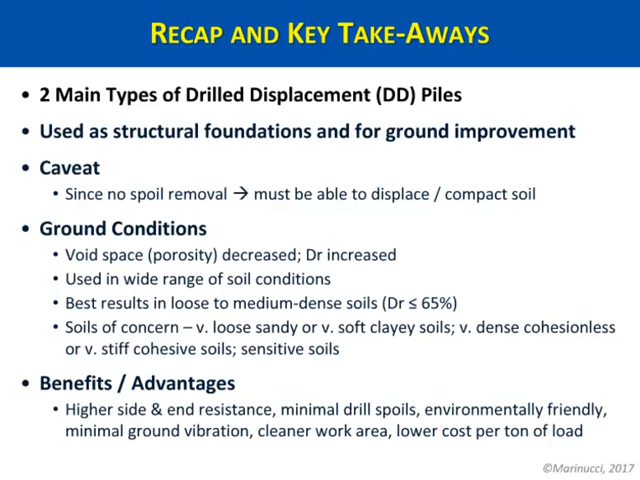 RECAP AND KEY TAKE-AWAYS
• 2 Main Types of Drilled Displacement (DD) Piles
• Used as structural foundations and for ground improvement
• Caveat
• Since no spoil removal → must be able to displace / compact soil
• Ground Conditions
• Void space (porosity) decreased; Dr increased
• Used in wide range of soil conditions
• Best results in loose to medium-dense soils (Dr ≤ 65%)
• Soils of concern – v. loose sandy or v. soft clayey soils; v. dense cohesionless
or v. stiff cohesive soils; sensitive soils
• Benefits / Advantages
• Higher side & end resistance, minimal drill spoils, environmentally friendly,
minimal ground vibration, cleaner work area, lower cost per ton of load
©Marinucci, 2017